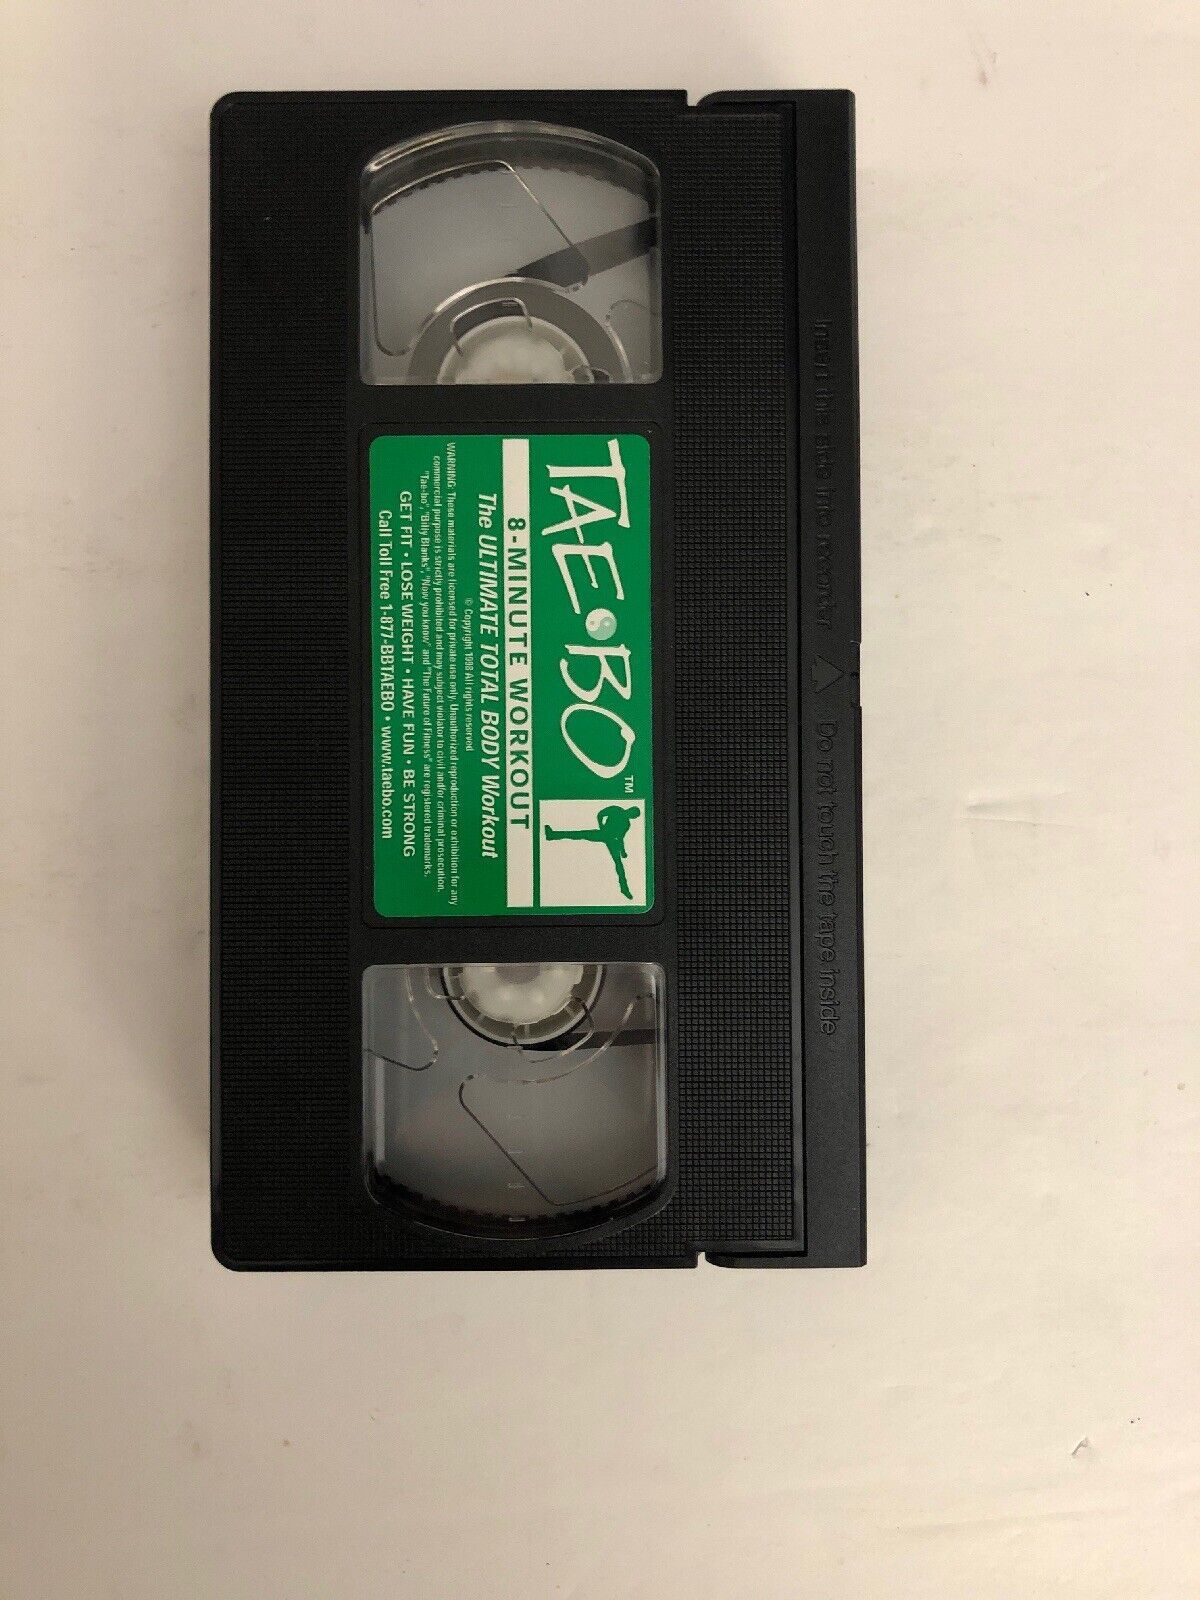 TAE BO™
8-MINUTE WORKOUT
The ULTIMATE TOTAL BODY Workout
© Copyright 1998 All rights reserved
WARNING: These materials are licensed for private use only. Unauthorized reproduction or exhibition for any
commercial purpose is strictly prohibited and may subject violator to civil and/or criminal prosecution.
"Tae-bo", "Billy Blanks", "Now you know" and "The Future of Fitness" are registered trademarks.
GET FIT • LOSE WEIGHT • HAVE FUN • BE STRONG
Call Toll Free 1-877-BBTAEBO • www.taebo.com
Insert this side into recorder
Do not touch the tape inside